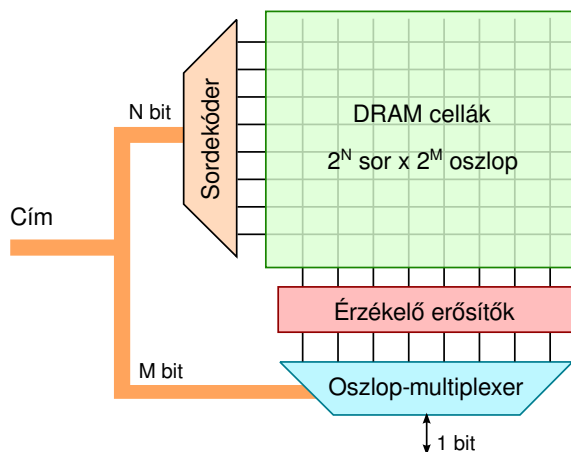 N bit
Sordekóder
DRAM cellák
2^N sor x 2^M oszlop
Cím
Érzékelő erősítők
M bit
Oszlop-multiplexer
1 bit